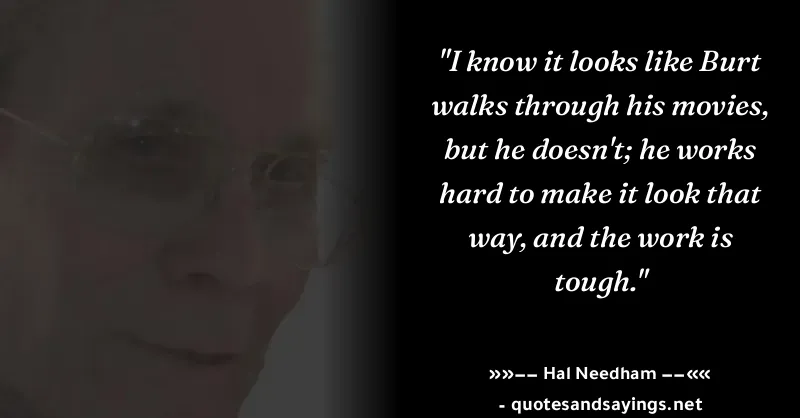 "I know it looks like Burt
walks through his movies,
but he doesn't; he works
hard to make it look that
way, and the work is
tough."
»»—— Hal Needham ——««
- quotesandsayings.net